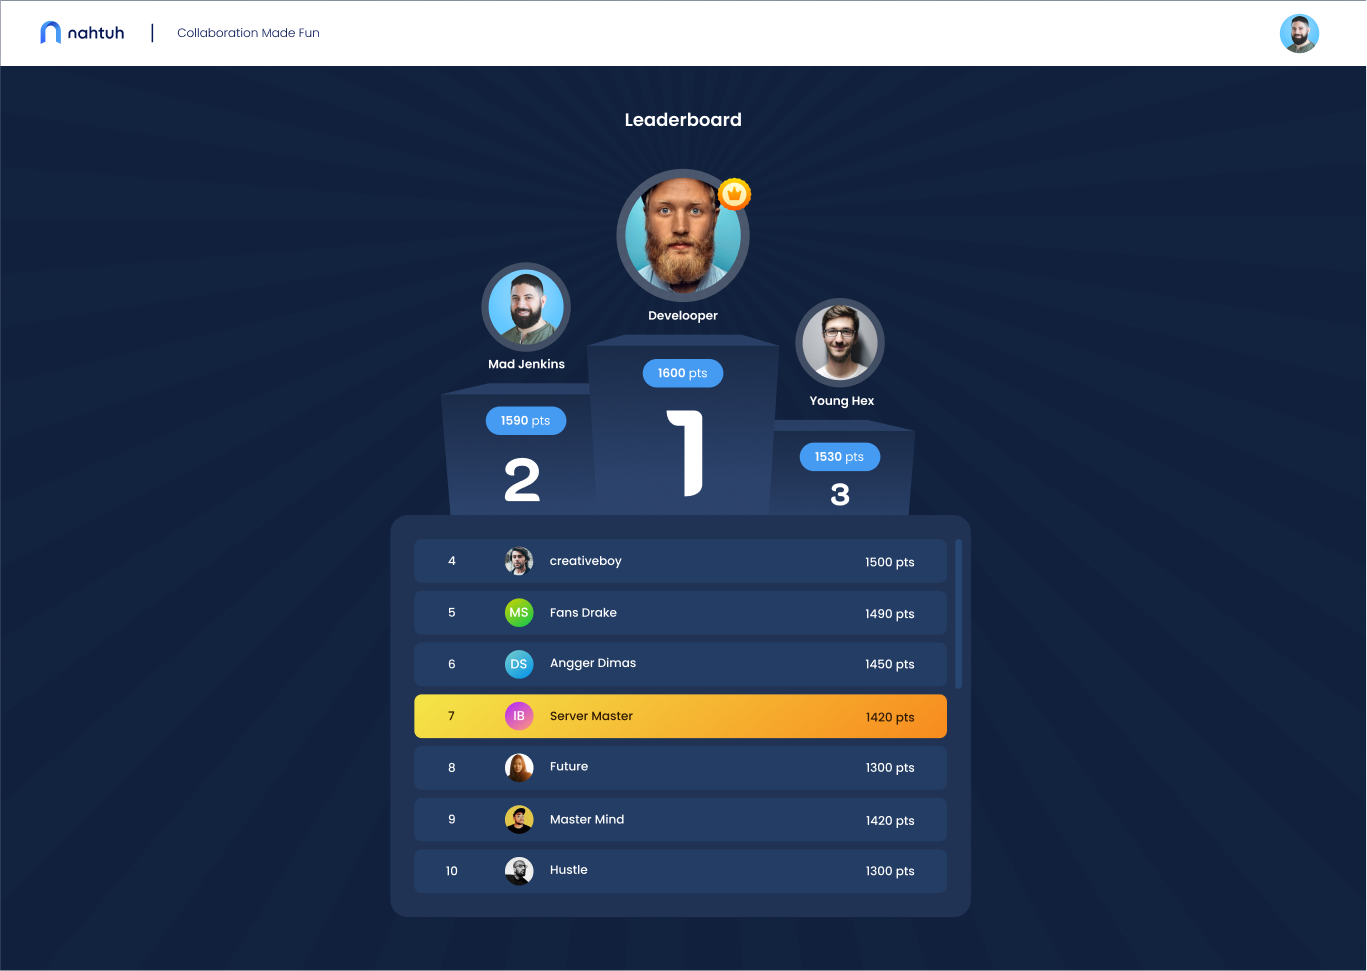 nahtuh
Collaboration Made Fun
Leaderboard
Develooper
Mad Jenkins
Young Hex
1600 pts
1590 pts
1530 pts
1
2
3
4 creativeboy 1500 pts
5 MS Fans Drake 1490 pts
6 DS Angger Dimas 1450 pts
7 IB Server Master 1420 pts
8 Future 1300 pts
9 Master Mind 1420 pts
10 Hustle 1300 pts